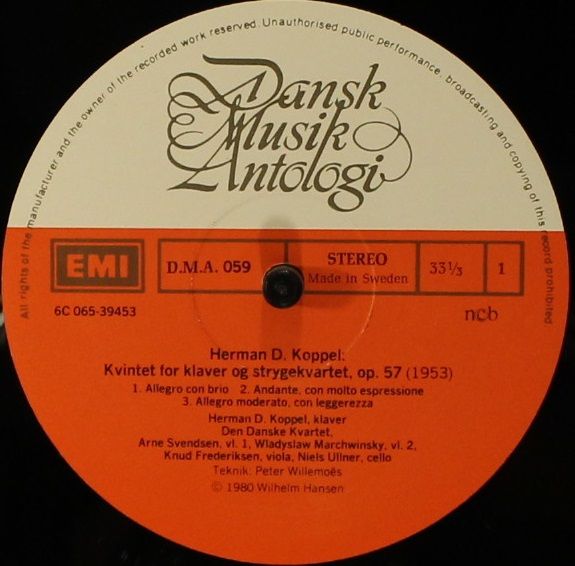 All rights of the manufacturer and the owner of the recorded work reserved. Unauthorised public performance, broadcasting and copying of this record prohibited
Dansk
Musik
Antologi
EMI
D.M.A. 059
STEREO
Made in Sweden
33 1/3
1
6C 065-39453
ncb
Herman D. Koppel:
Kvintet for klaver og strygekvartet, op. 57 (1953)
1. Allegro con brio 2. Andante, con molto espressione
3. Allegro moderato, con leggerezza
Herman D. Koppel, klaver
Den Danske Kvartet,
Arne Svendsen, vl. 1, Wladyslaw Marchwinsky, vl. 2,
Knud Frederiksen, viola, Niels Ullner, cello
Teknik: Peter Willemoës
© 1980 Wilhelm Hansen